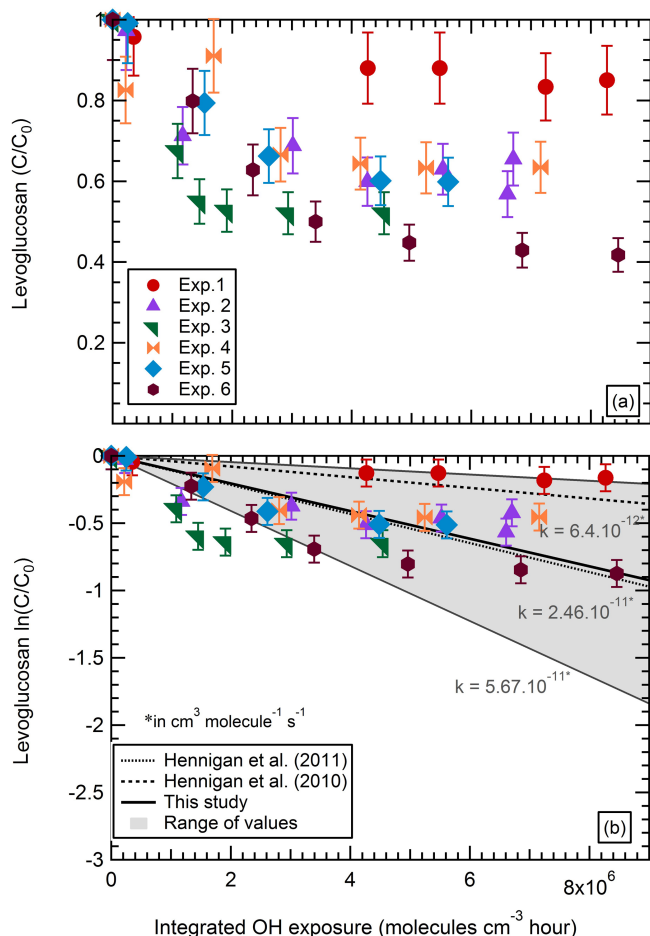 1
0.8
0.6
0.4
0.2
Levoglucosan (C/C0)
Exp.1
Exp. 2
Exp. 3
Exp. 4
Exp. 5
Exp. 6
(a)
0
-0.5
-1
-1.5
-2
-2.5
-3
Levoglucosan ln(C/C0)
k = 6.4.10^-12*
k = 2.46.10^-11*
k = 5.67.10^-11*
*in cm^3 molecule^-1 s^-1
Hennigan et al. (2011)
Hennigan et al. (2010)
This study
Range of values
(b)
0 2 4 6 8x10^6
Integrated OH exposure (molecules cm^-3 hour)